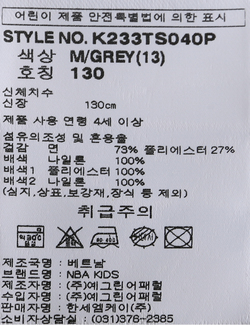 어린이 제품 안전특별법에 의한 표시
STYLE NO. K233TS040P
색상 M/GREY(13)
호칭 130
신체치수
신장 130cm
제품 사용 연령 4세 이상
섬유의조성 및 혼용율
겉감 면 73% 폴리에스터 27%
배색 나일론 100%
배색1 폴리에스터 100%
배색2 나일론 100%
(심지,상표,보강재,장식 등 제외)
취급주의
제조국명 : 베트남
브랜드명 : NBA KIDS
제조자명 : (주)예그린어패럴
수입자명 : (주)예그린어패럴
판매자명 : 한세엠케이(주)
소비자상담실 : (031)376-2385